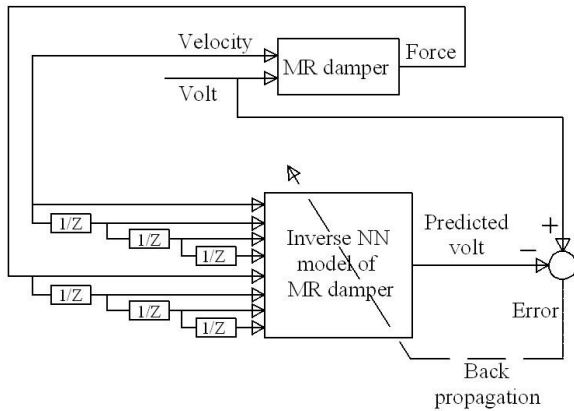 Velocity
MR damper
Force
Volt
1/Z
1/Z
1/Z
Inverse NN
model of
MR damper
Predicted
volt
+
−
1/Z
1/Z
1/Z
Error
Back
propagation